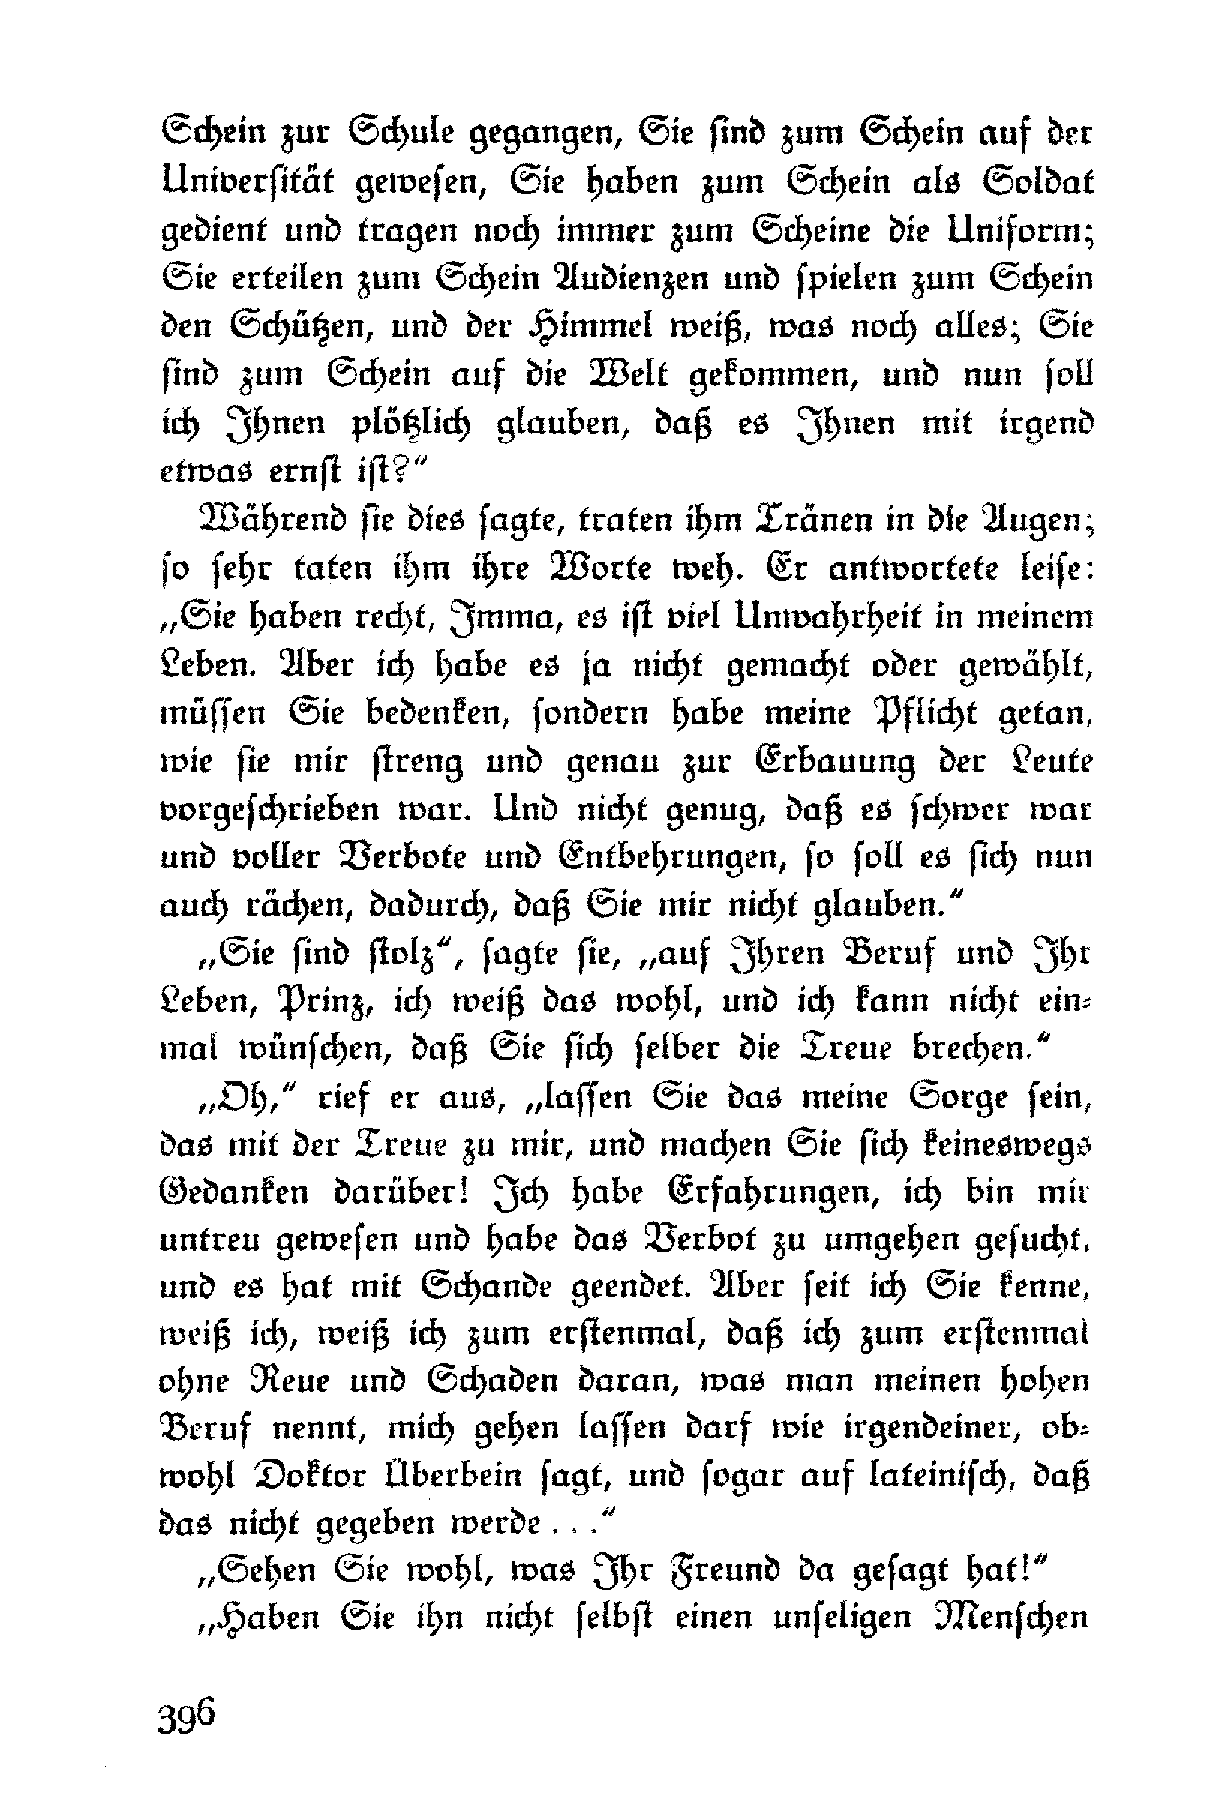 Schein zur Schule gegangen, Sie sind zum Schein auf der
Universität gewesen, Sie haben zum Schein als Soldat
gedient und tragen noch immer zum Scheine die Uniform;
Sie erteilen zum Schein Audienzen und spielen zum Schein
den Schützen, und der Himmel weiß, was noch alles; Sie
sind zum Schein auf die Welt gekommen, und nun soll
ich Ihnen plötzlich glauben, daß es Ihnen mit irgend
etwas ernst ist?“
Während sie dies sagte, traten ihm Tränen in die Augen;
so sehr taten ihm ihre Worte weh. Er antwortete leise:
„Sie haben recht, Imma, es ist viel Unwahrheit in meinem
Leben. Aber ich habe es ja nicht gemacht oder gewählt,
müssen Sie bedenken, sondern habe meine Pflicht getan,
wie sie mir streng und genau zur Erbauung der Leute
vorgeschrieben war. Und nicht genug, daß es schwer war
und voller Verbote und Entbehrungen, so soll es sich nun
auch rächen, dadurch, daß Sie mir nicht glauben.“
„Sie sind stolz“, sagte sie, „auf Ihren Beruf und Ihr
Leben, Prinz, ich weiß das wohl, und ich kann nicht ein-
mal wünschen, daß Sie sich selber die Treue brechen.“
„Oh,“ rief er aus, „lassen Sie das meine Sorge sein,
das mit der Treue zu mir, und machen Sie sich keineswegs
Gedanken darüber! Ich habe Erfahrungen, ich bin mir
untreu gewesen und habe das Verbot zu umgehen gesucht,
und es hat mit Schande geendet. Aber seit ich Sie kenne,
weiß ich, weiß ich zum erstenmal, daß ich zum erstenmal
ohne Reue und Schaden daran, was man meinen hohen
Beruf nennt, mich gehen lassen darf wie irgendeiner, ob-
wohl Doktor Überbein sagt, und sogar auf lateinisch, daß
das nicht gegeben werde . . .“
„Sehen Sie wohl, was Ihr Freund da gesagt hat!“
„Haben Sie ihn nicht selbst einen unseligen Menschen
396